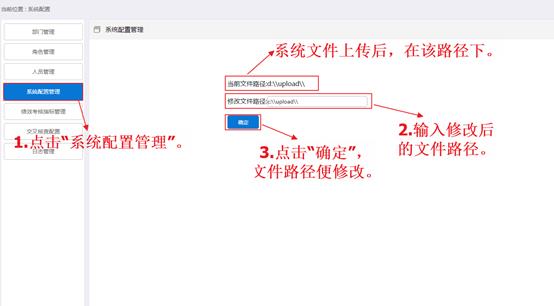 当前位置：系统配置
部门管理
角色管理
人员管理
系统配置管理
绩效考核指标管理
交叉核查配置
日志管理
系统配置管理
系统文件上传后，在该路径下。
当前文件路径:d:\\upload\\
修改文件路径:c:\\upload\\
确定
1.点击“系统配置管理”。
2.输入修改后
的文件路径。
3.点击“确定”，
文件路径便修改。